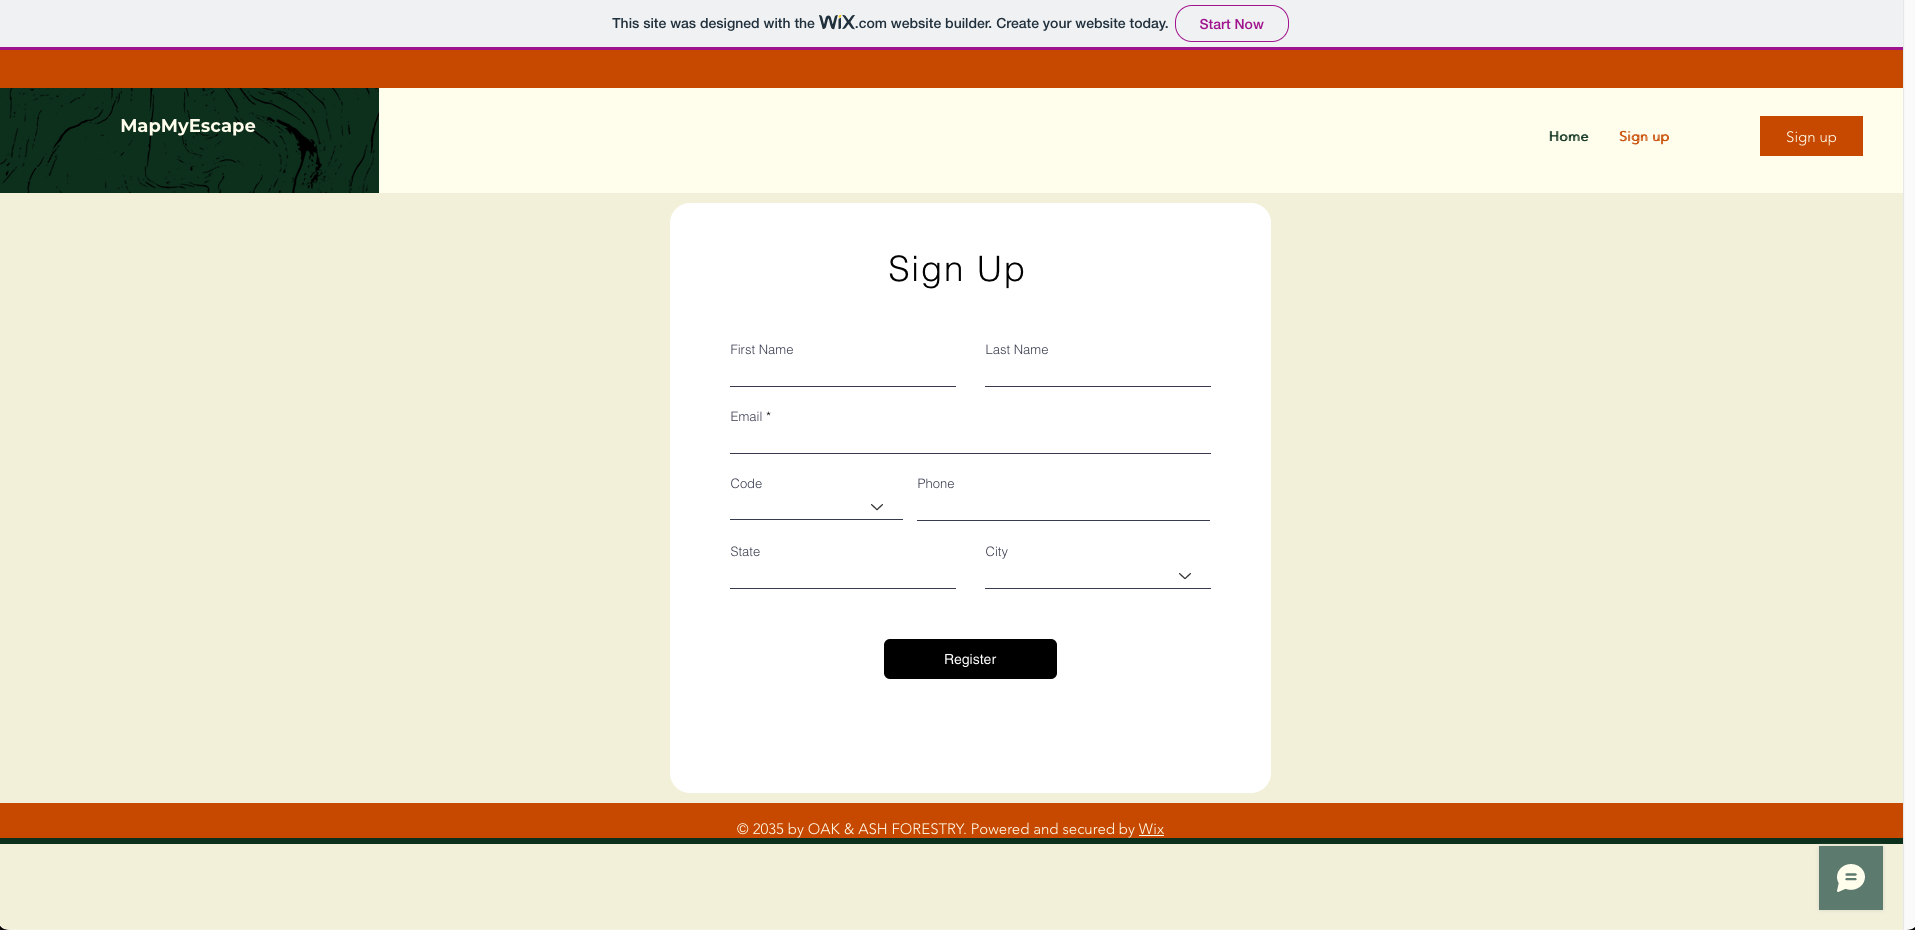 This site was designed with the WiX.com website builder. Create your website today. Start Now
MapMyEscape
Home Sign up Sign up
Sign Up
First Name Last Name
Email *
Code Phone
State City
Register
© 2035 by OAK & ASH FORESTRY. Powered and secured by Wix